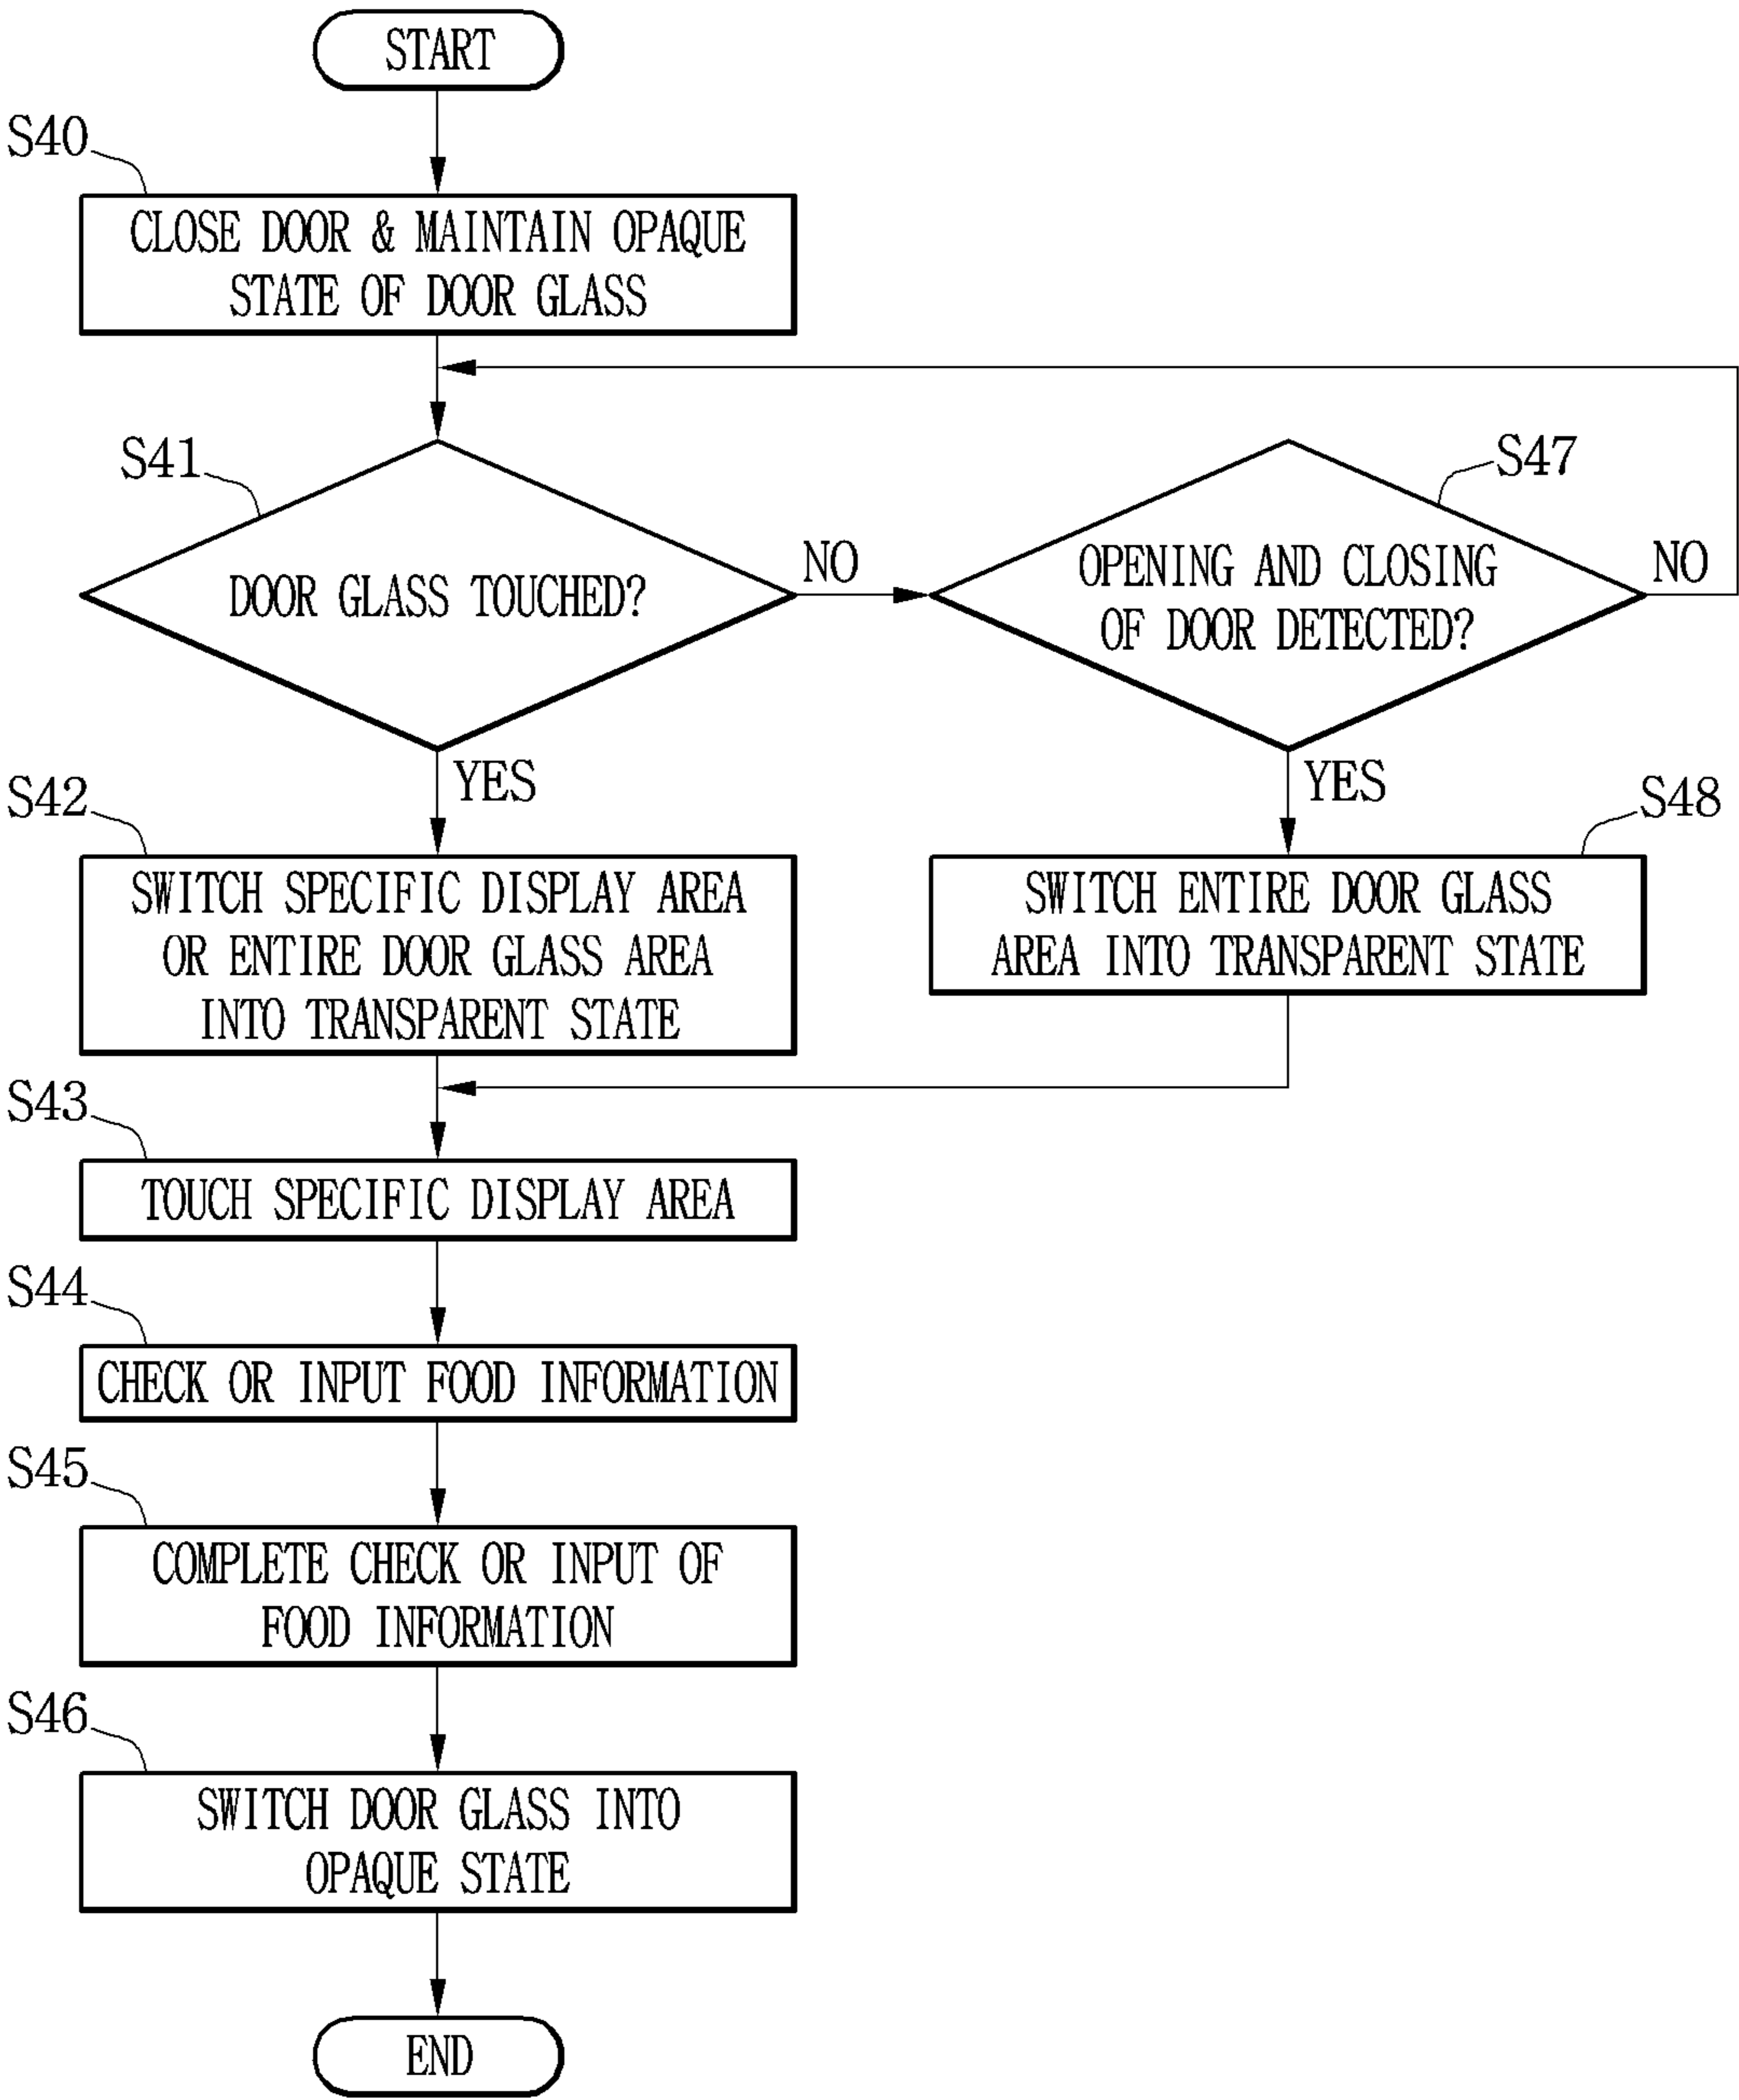 START
S40
CLOSE DOOR & MAINTAIN OPAQUE
STATE OF DOOR GLASS
S41
DOOR GLASS TOUCHED?
NO
S47
OPENING AND CLOSING
OF DOOR DETECTED?
NO
YES
YES
S42
SWITCH SPECIFIC DISPLAY AREA
OR ENTIRE DOOR GLASS AREA
INTO TRANSPARENT STATE
S48
SWITCH ENTIRE DOOR GLASS
AREA INTO TRANSPARENT STATE
S43
TOUCH SPECIFIC DISPLAY AREA
S44
CHECK OR INPUT FOOD INFORMATION
S45
COMPLETE CHECK OR INPUT OF
FOOD INFORMATION
S46
SWITCH DOOR GLASS INTO
OPAQUE STATE
END